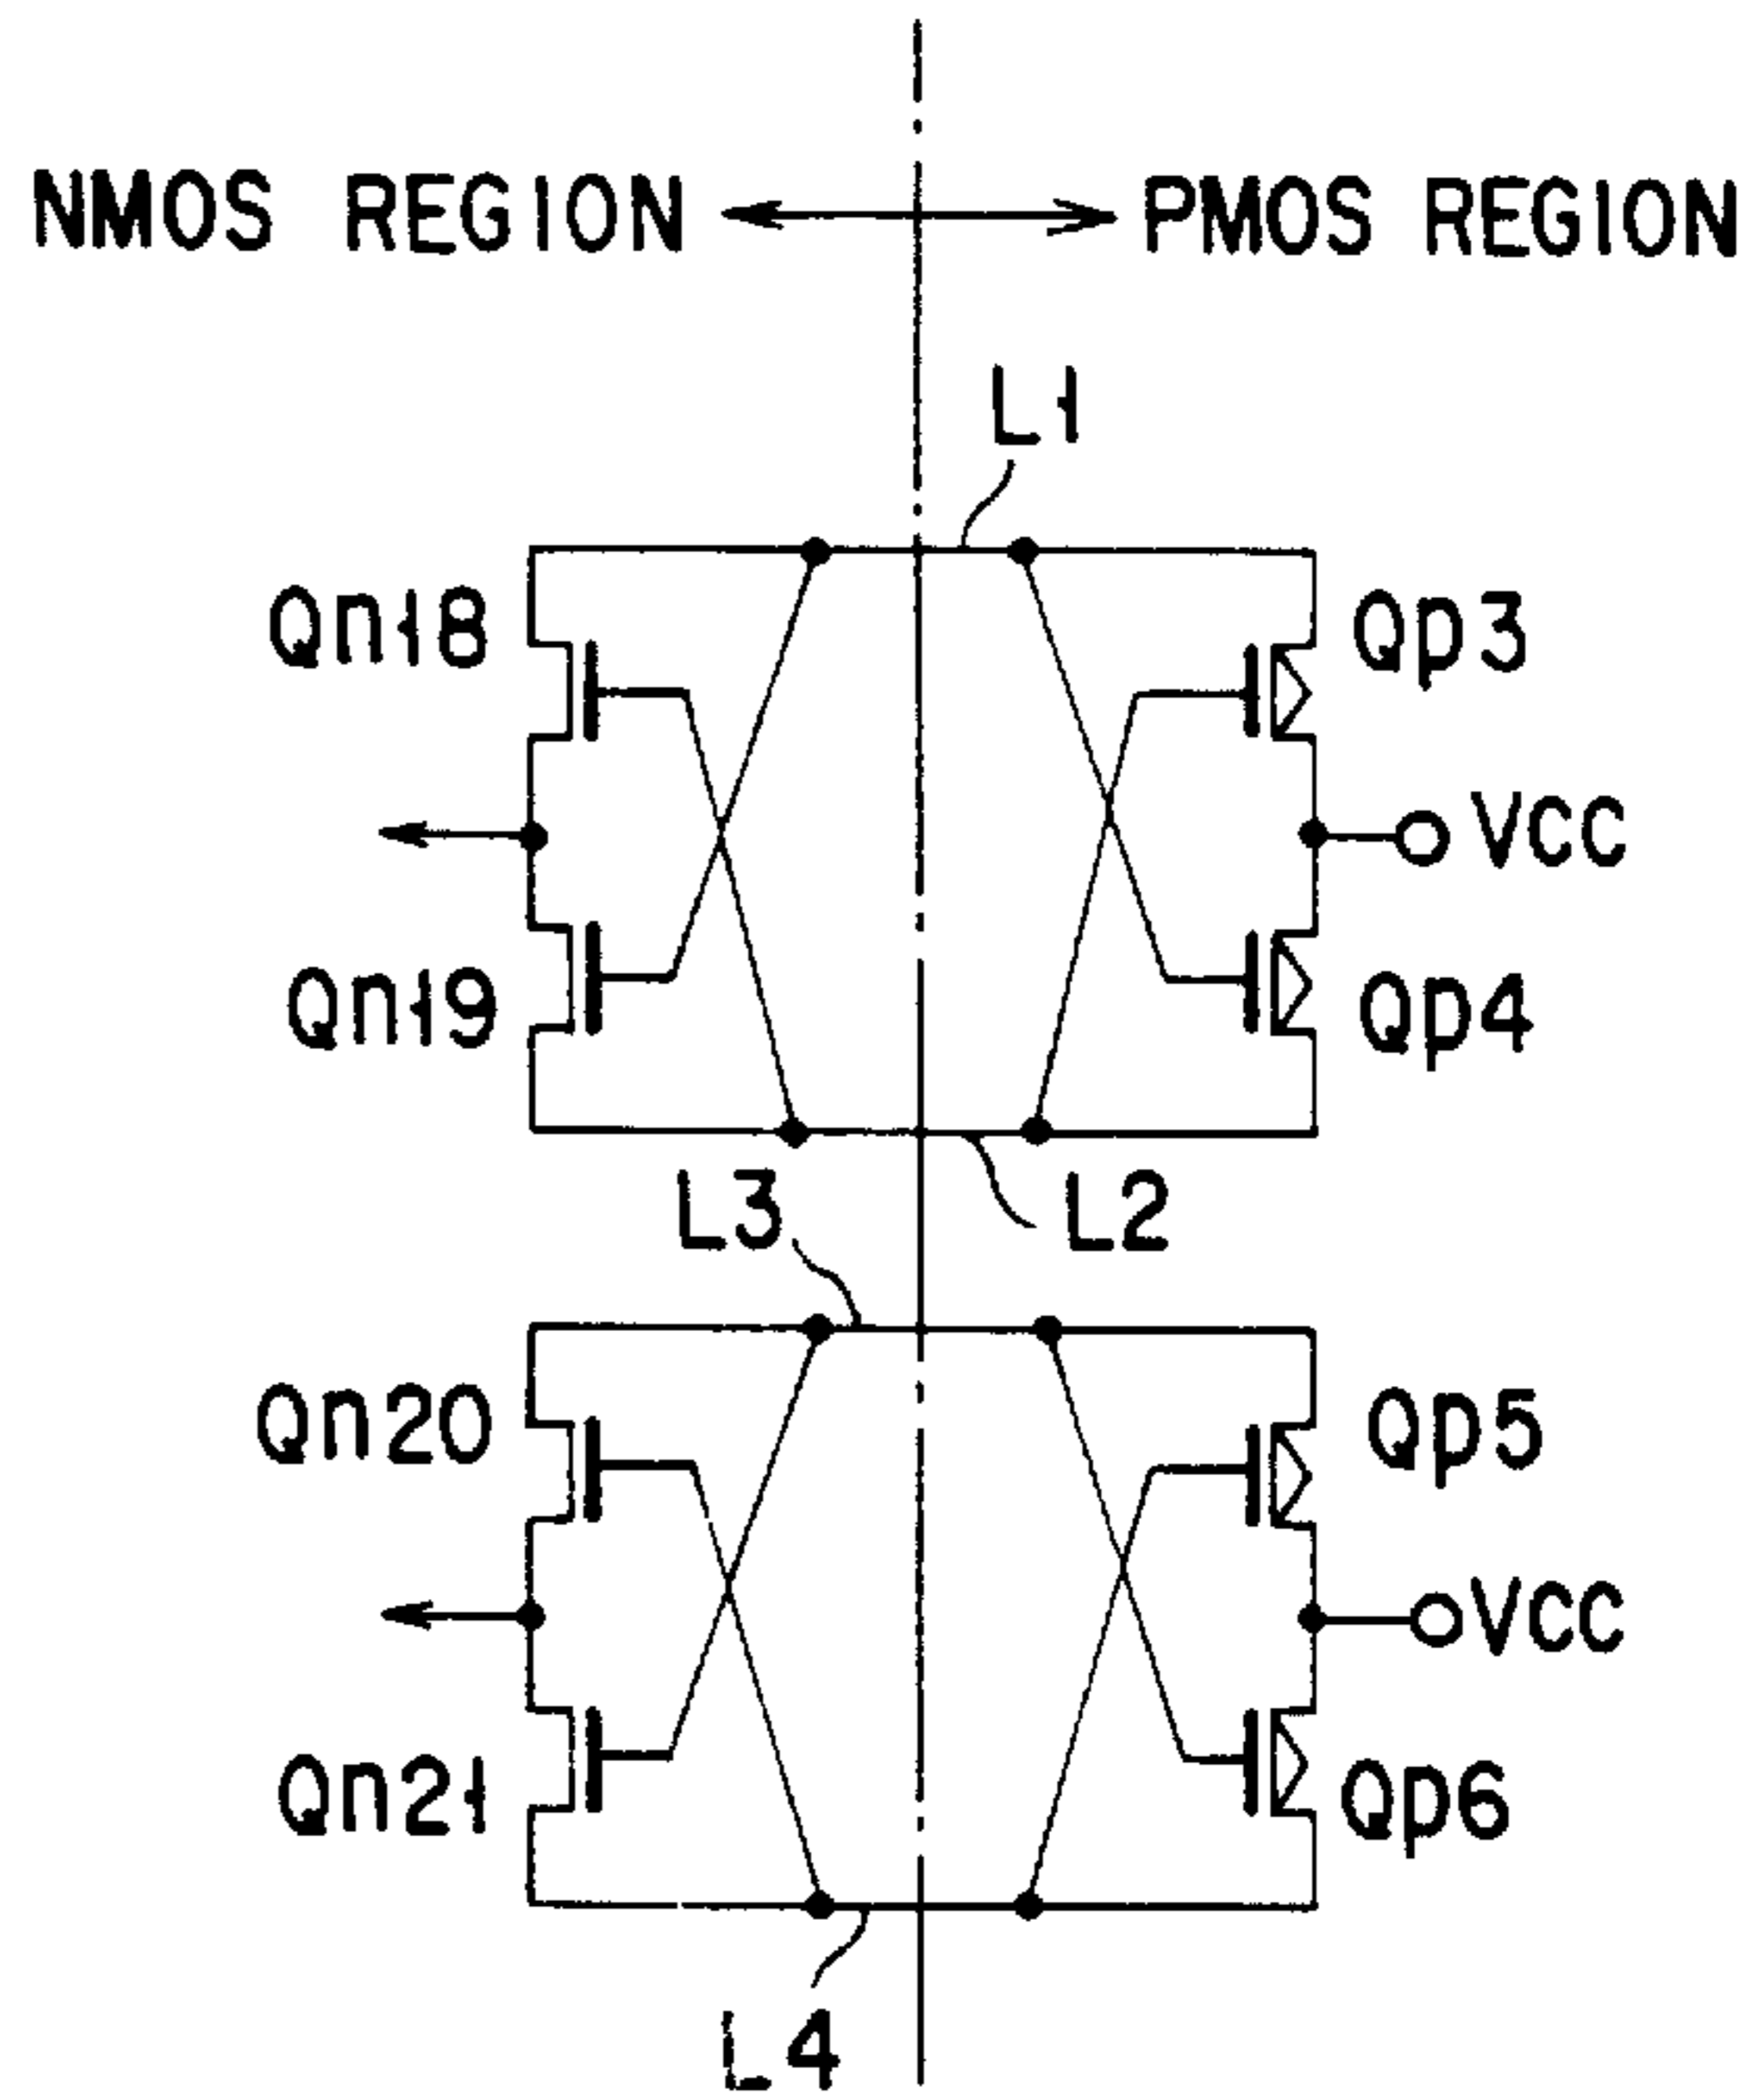 NMOS REGION PMOS REGION
L1
Qn18 Qp3
VCC
Qn19 Qp4
L3 L2
Qn20 Qp5
VCC
Qn21 Qp6
L4